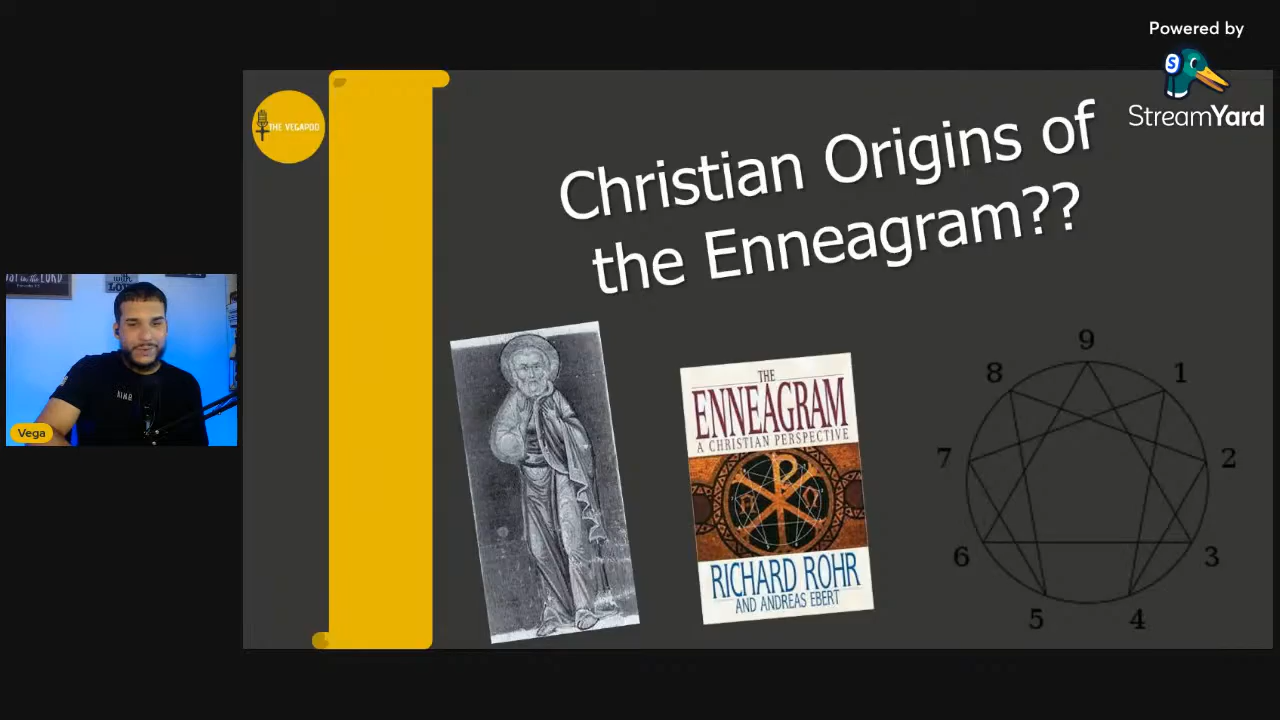 Powered by
StreamYard
THE VEGAPOD
Christian Origins of
the Enneagram??
with
Vega
THE
ENNEAGRAM
A CHRISTIAN PERSPECTIVE
RICHARD ROHR
AND ANDREAS EBERT
9
8
1
7
2
6
3
5
4